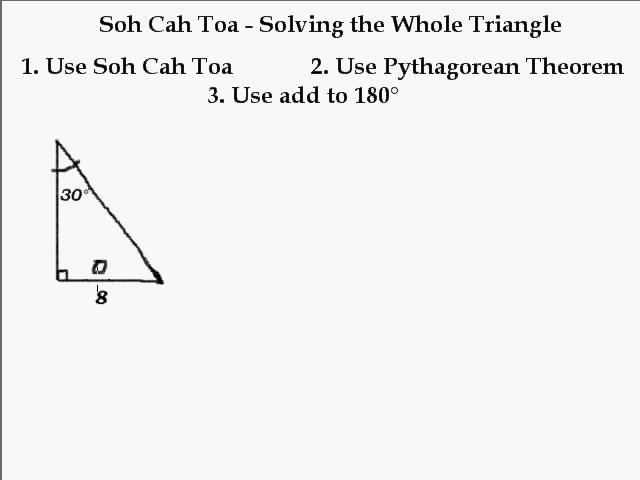 Soh Cah Toa - Solving the Whole Triangle
1. Use Soh Cah Toa 2. Use Pythagorean Theorem
3. Use add to 180°
30°
O
8